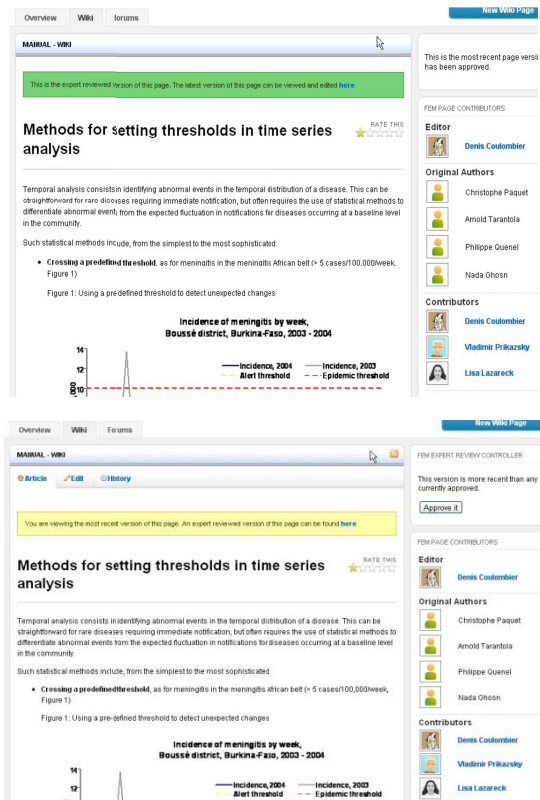 Overview Wiki forums
New Wiki Page
MANUAL - WIKI
This is the most recent page versi
has been approved.
This is the expert reviewed version of this page. The latest version of this page can be viewed and edited here
FEM PAGE CONTRIBUTORS
Methods for setting thresholds in time series
analysis
RATE THIS
Editor
Denis Coulombier
Original Authors
Christophe Paquet
Arnold Tarantola
Philippe Quenel
Nada Ghosn
Temporal analysis consists in identifying abnormal events in the temporal distribution of a disease. This can be
straightforward for rare diseases requiring immediate notification, but often requires the use of statistical methods to
differentiate abnormal events from the expected fluctuation in notifications for diseases occurring at a baseline level
in the community.
Such statistical methods include, from the simplest to the most sophisticated:
• Crossing a predefined threshold, as for meningitis in the meningitis African belt (> 5 cases/100.000/week.
Figure 1)
Figure 1: Using a predefined threshold to detect unexpected changes
Contributors
Denis Coulombier
Vladimir Prikazsky
Lisa Lazareck
Incidence of meningitis by week,
Boussé district, Burkina-Faso, 2003 - 2004
14
12
10
Incidence, 2004 Incidence, 2003
Alert threshold Epidemic threshold
Overview Wiki Forums
New Wiki Page
MANUAL - WIKI
FEM EXPERT REVIEW CONTROLLER
Article Edit History
This version is more recent than any
currently approved.
Approve it
You are viewing the most recent version of this page. An expert reviewed version of this page can be found here
FEM PAGE CONTRIBUTORS
Methods for setting thresholds in time series
analysis
RATE THIS
Editor
Denis Coulombier
Original Authors
Christophe Paquet
Arnold Tarantola
Philippe Quenel
Nada Ghosn
Temporal analysis consists in identifying abnormal events in the temporal distribution of a disease. This can be
straightforward for rare diseases requiring immediate notification, but often requires the use of statistical methods to
differentiate abnormal events from the expected fluctuation in notifications for diseases occurring at a baseline level
in the community.
Such statistical methods include, from the simplest to the most sophisticated
• Crossing a predefined threshold, as for meningitis in the meningitis African belt (> 5 cases/100,000/week,
Figure 1)
Figure 1: Using a pre-defined threshold to detect unexpected changes
Contributors
Denis Coulombier
Vladimir Prikazsky
Lisa Lazareck
Incidence of meningitis by week,
Boussé district, Burkina-Faso, 2003 - 2004
14
12
Incidence, 2004 Incidence, 2003
Alert threshold Epidemic threshold